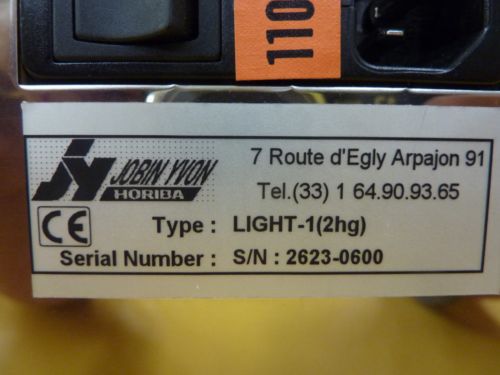 110
JY
JOBIN YVON
HORIBA
7 Route d'Egly Arpajon 91
Tel.(33) 1 64.90.93.65
CE
Type : LIGHT-1(2hg)
Serial Number : S/N : 2623-0600